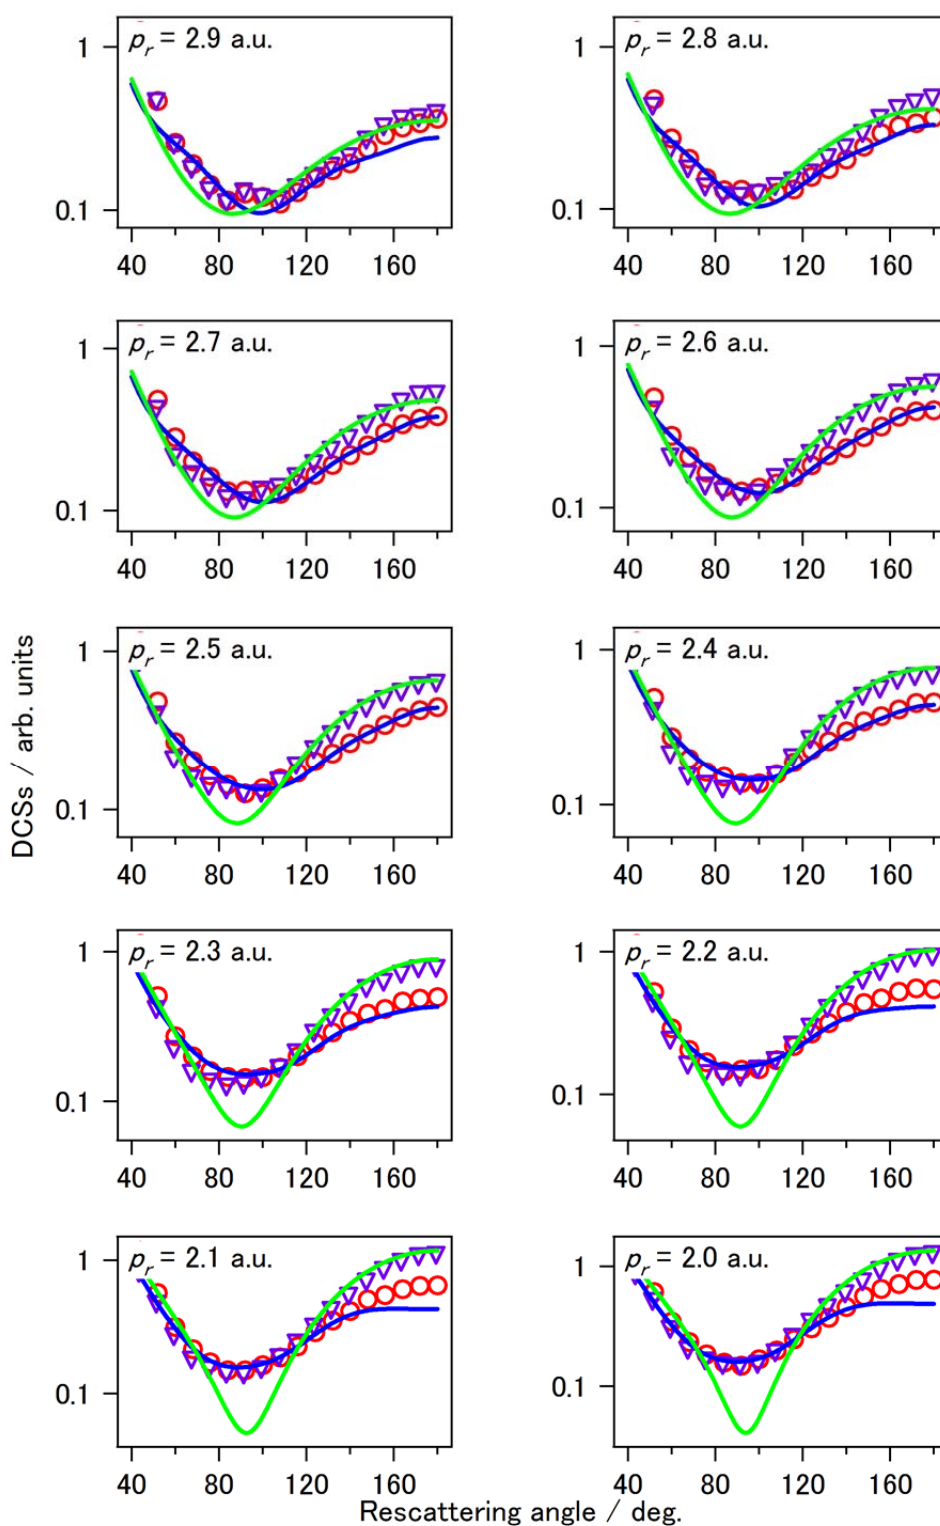 p_r = 2.9 a.u.
1
0.1
40 80 120 160
p_r = 2.8 a.u.
1
0.1
40 80 120 160
p_r = 2.7 a.u.
1
0.1
40 80 120 160
p_r = 2.6 a.u.
1
0.1
40 80 120 160
DCSs / arb. units
p_r = 2.5 a.u.
1
0.1
40 80 120 160
p_r = 2.4 a.u.
1
0.1
40 80 120 160
p_r = 2.3 a.u.
1
0.1
40 80 120 160
p_r = 2.2 a.u.
1
0.1
40 80 120 160
p_r = 2.1 a.u.
1
0.1
40 80 120 160
p_r = 2.0 a.u.
1
0.1
40 80 120 160
Rescattering angle / deg.